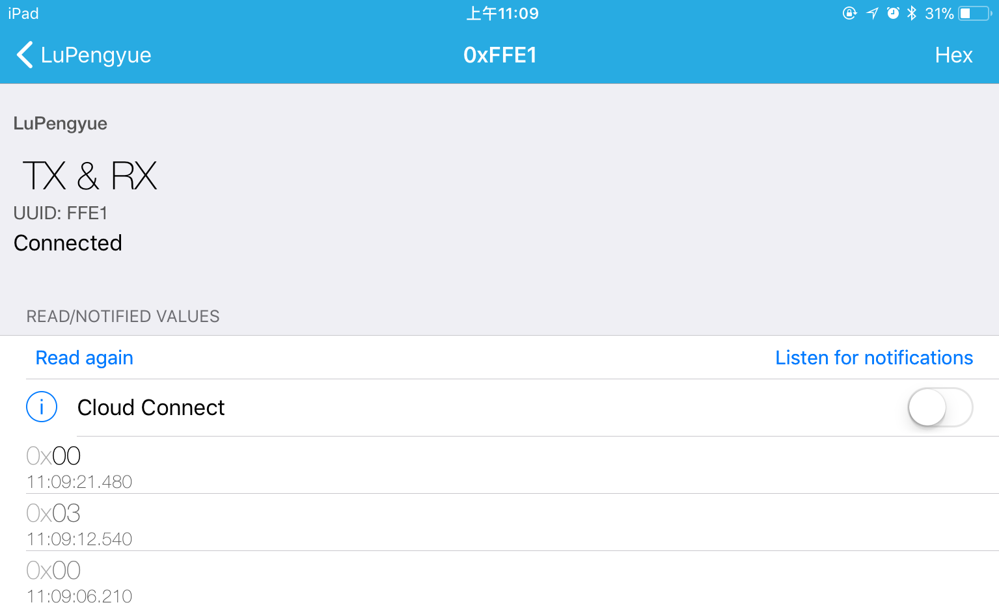 iPad 上午11:09 31%
LuPengyue 0xFFE1 Hex
LuPengyue
TX & RX
UUID: FFE1
Connected
READ/NOTIFIED VALUES
Read again Listen for notifications
i Cloud Connect
0x00
11:09:21.480
0x03
11:09:12.540
0x00
11:09:06.210